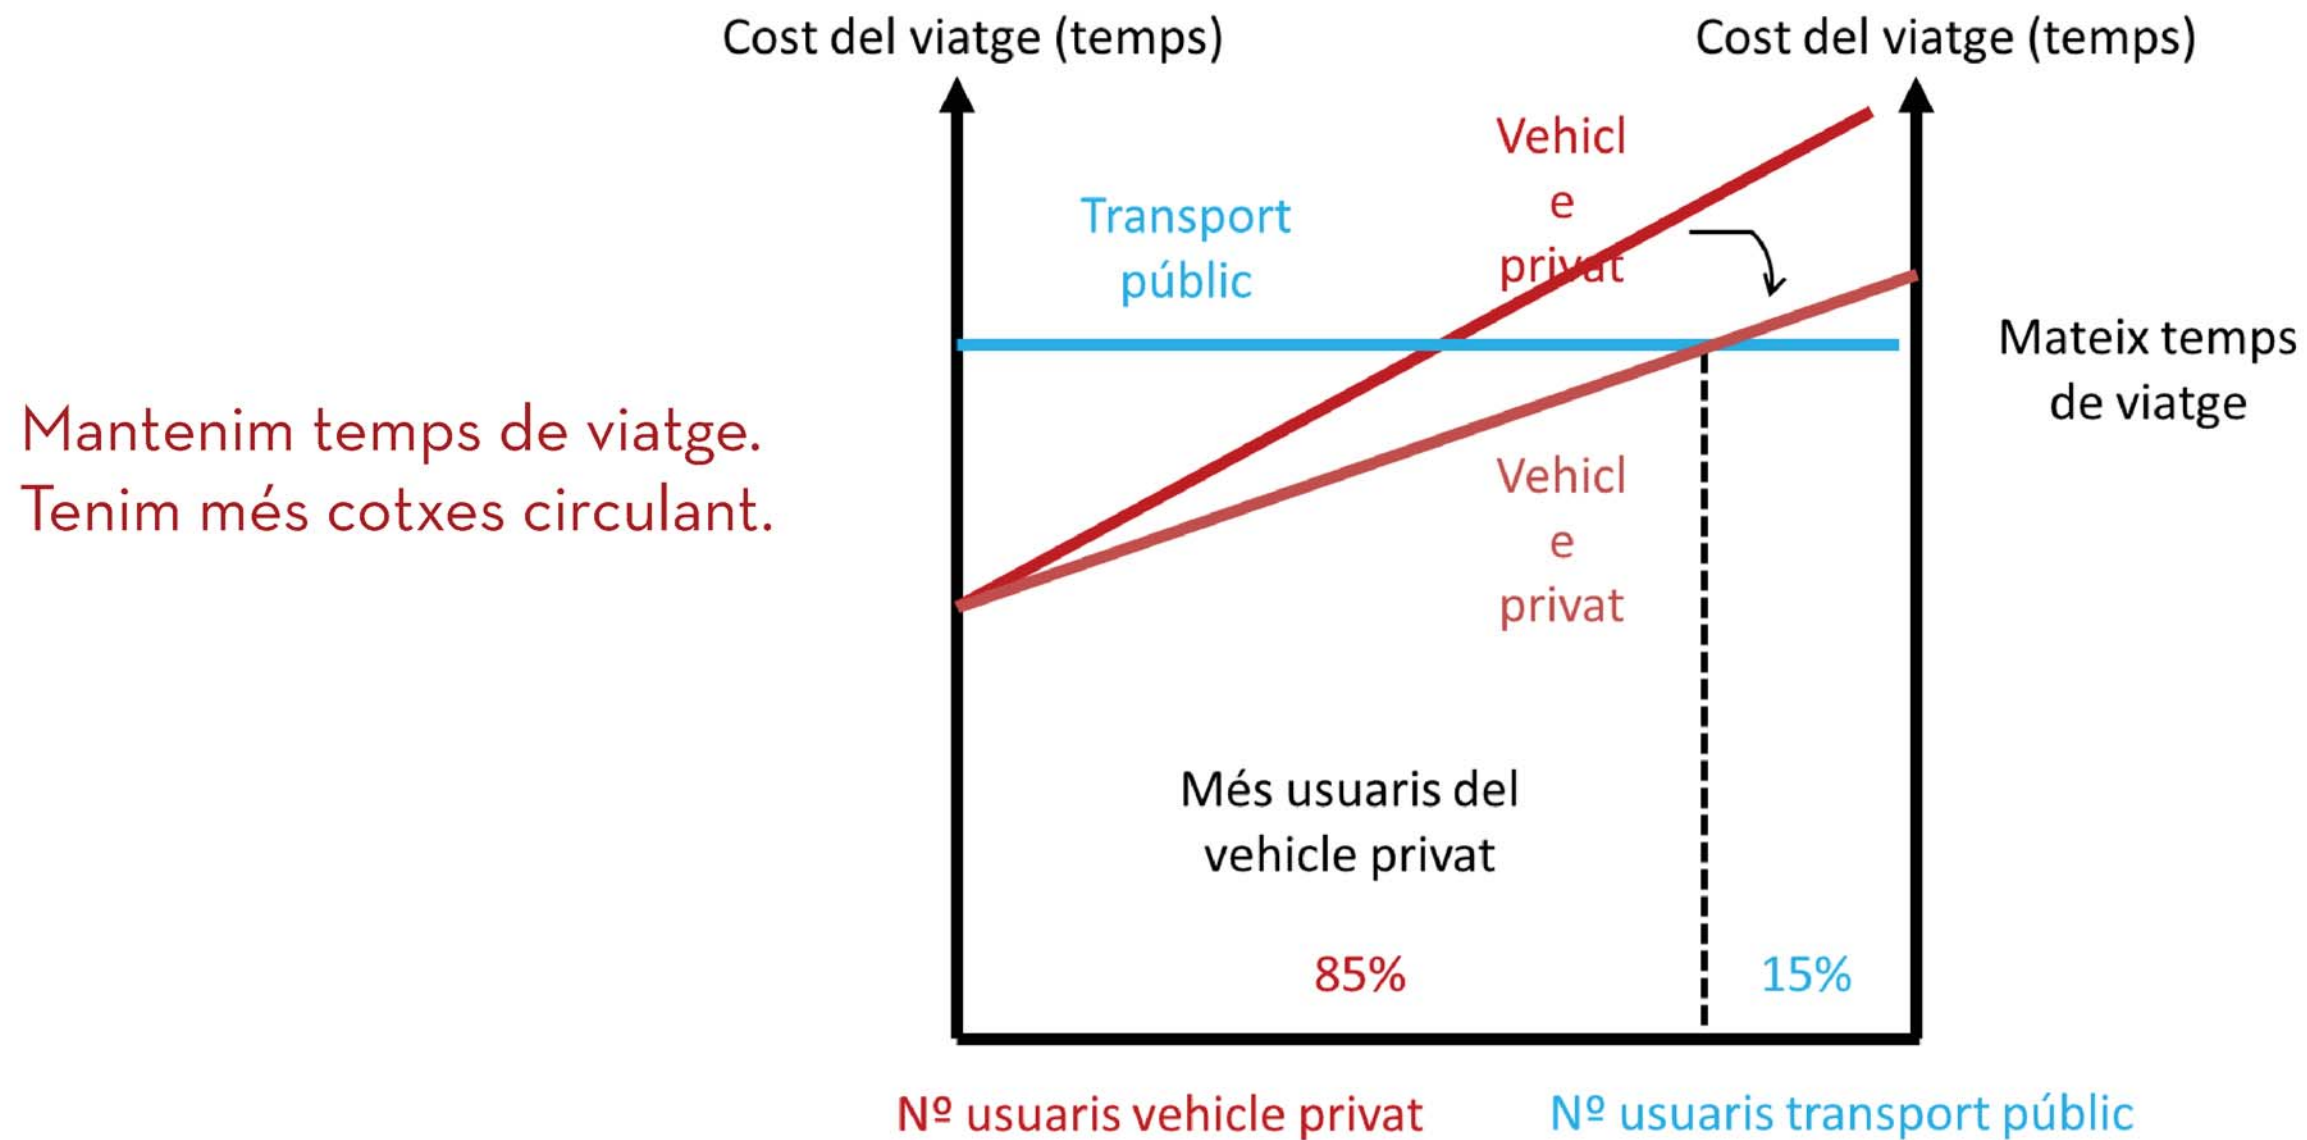 Cost del viatge (temps)
Cost del viatge (temps)
Vehicl
e
privat
Transport
públic
Mateix temps
de viatge
Mantenim temps de viatge.
Tenim més cotxes circulant.
Vehicl
e
privat
Més usuaris del
vehicle privat
85%
15%
Nº usuaris vehicle privat
Nº usuaris transport públic